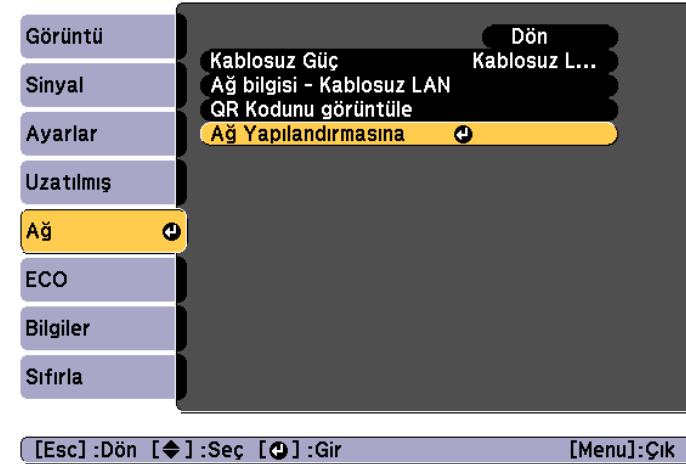 Görüntü
Sinyal
Ayarlar
Uzatılmış
Ağ
ECO
Bilgiler
Sıfırla
Dön
Kablosuz Güç Kablosuz L...
Ağ bilgisi - Kablosuz LAN
QR Kodunu görüntüle
Ağ Yapılandırmasına
[Esc] :Dön [◆] :Seç [↵] :Gir [Menu]:Çık